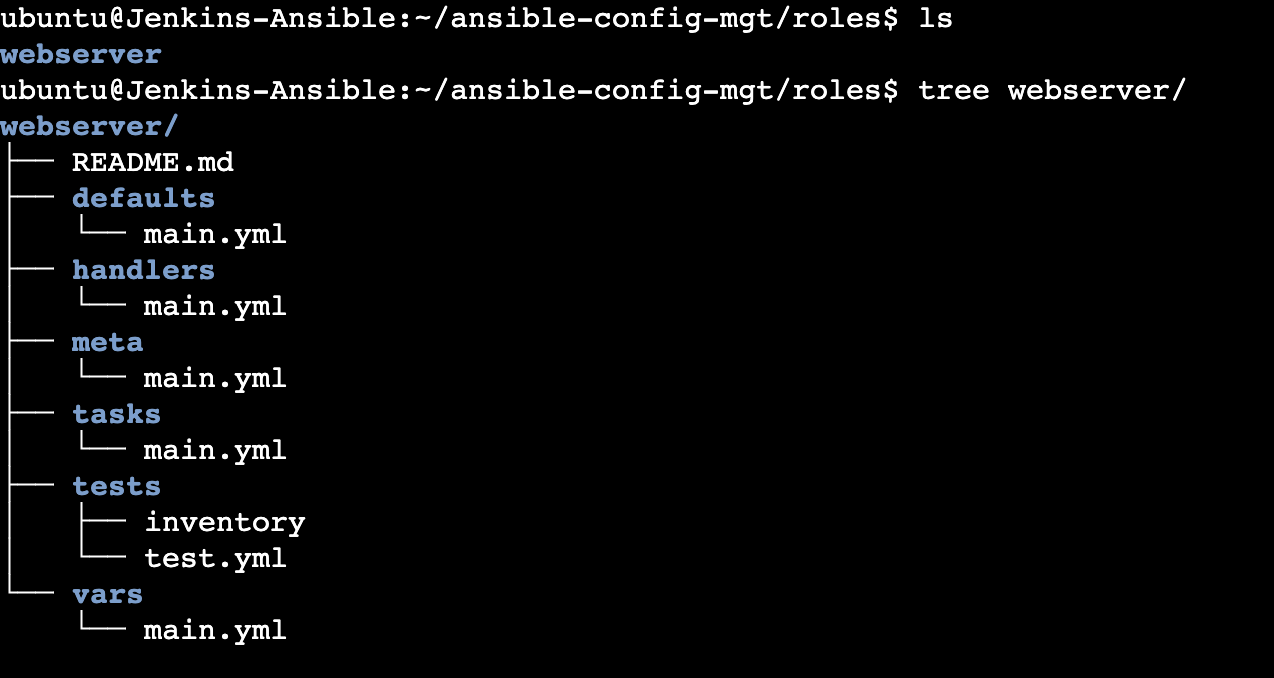 ubuntu@Jenkins-Ansible:~/ansible-config-mgt/roles$ ls
webserver
ubuntu@Jenkins-Ansible:~/ansible-config-mgt/roles$ tree webserver/
webserver/
├── README.md
├── defaults
│   └── main.yml
├── handlers
│   └── main.yml
├── meta
│   └── main.yml
├── tasks
│   └── main.yml
├── tests
│   ├── inventory
│   └── test.yml
└── vars
    └── main.yml